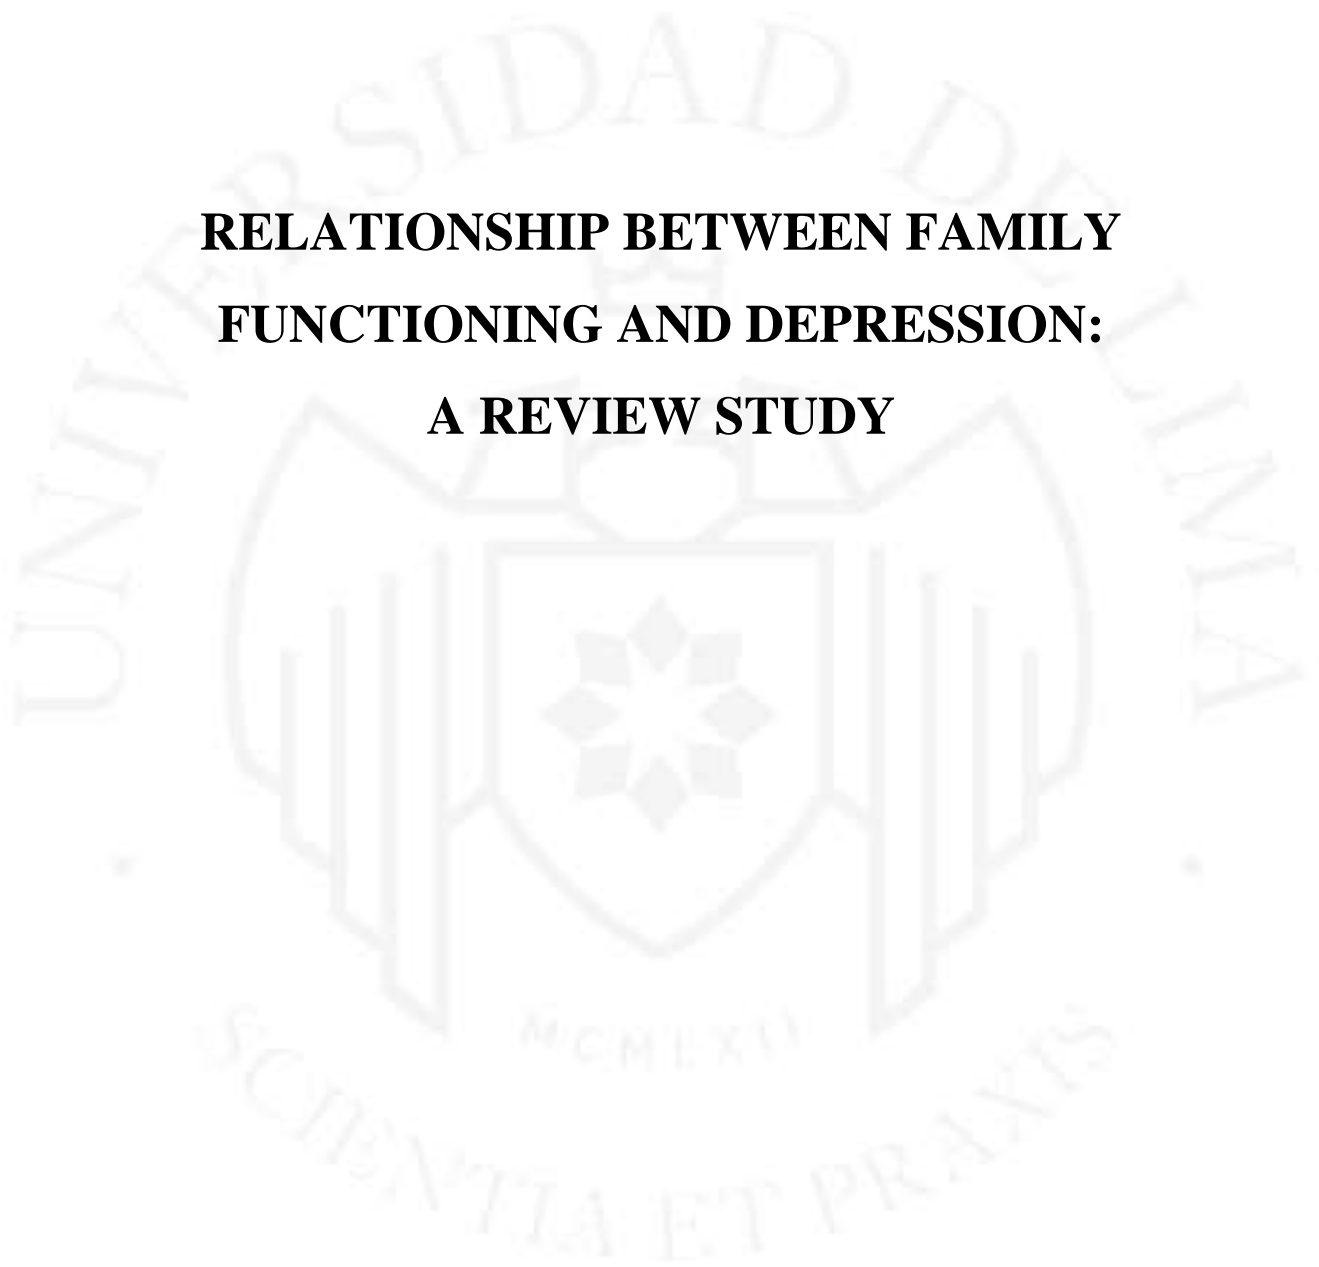 UNIVERSIDAD DE LIMA
RELATIONSHIP BETWEEN FAMILY
FUNCTIONING AND DEPRESSION:
A REVIEW STUDY
MCMLXII
SCIENTIA ET PRAXIS